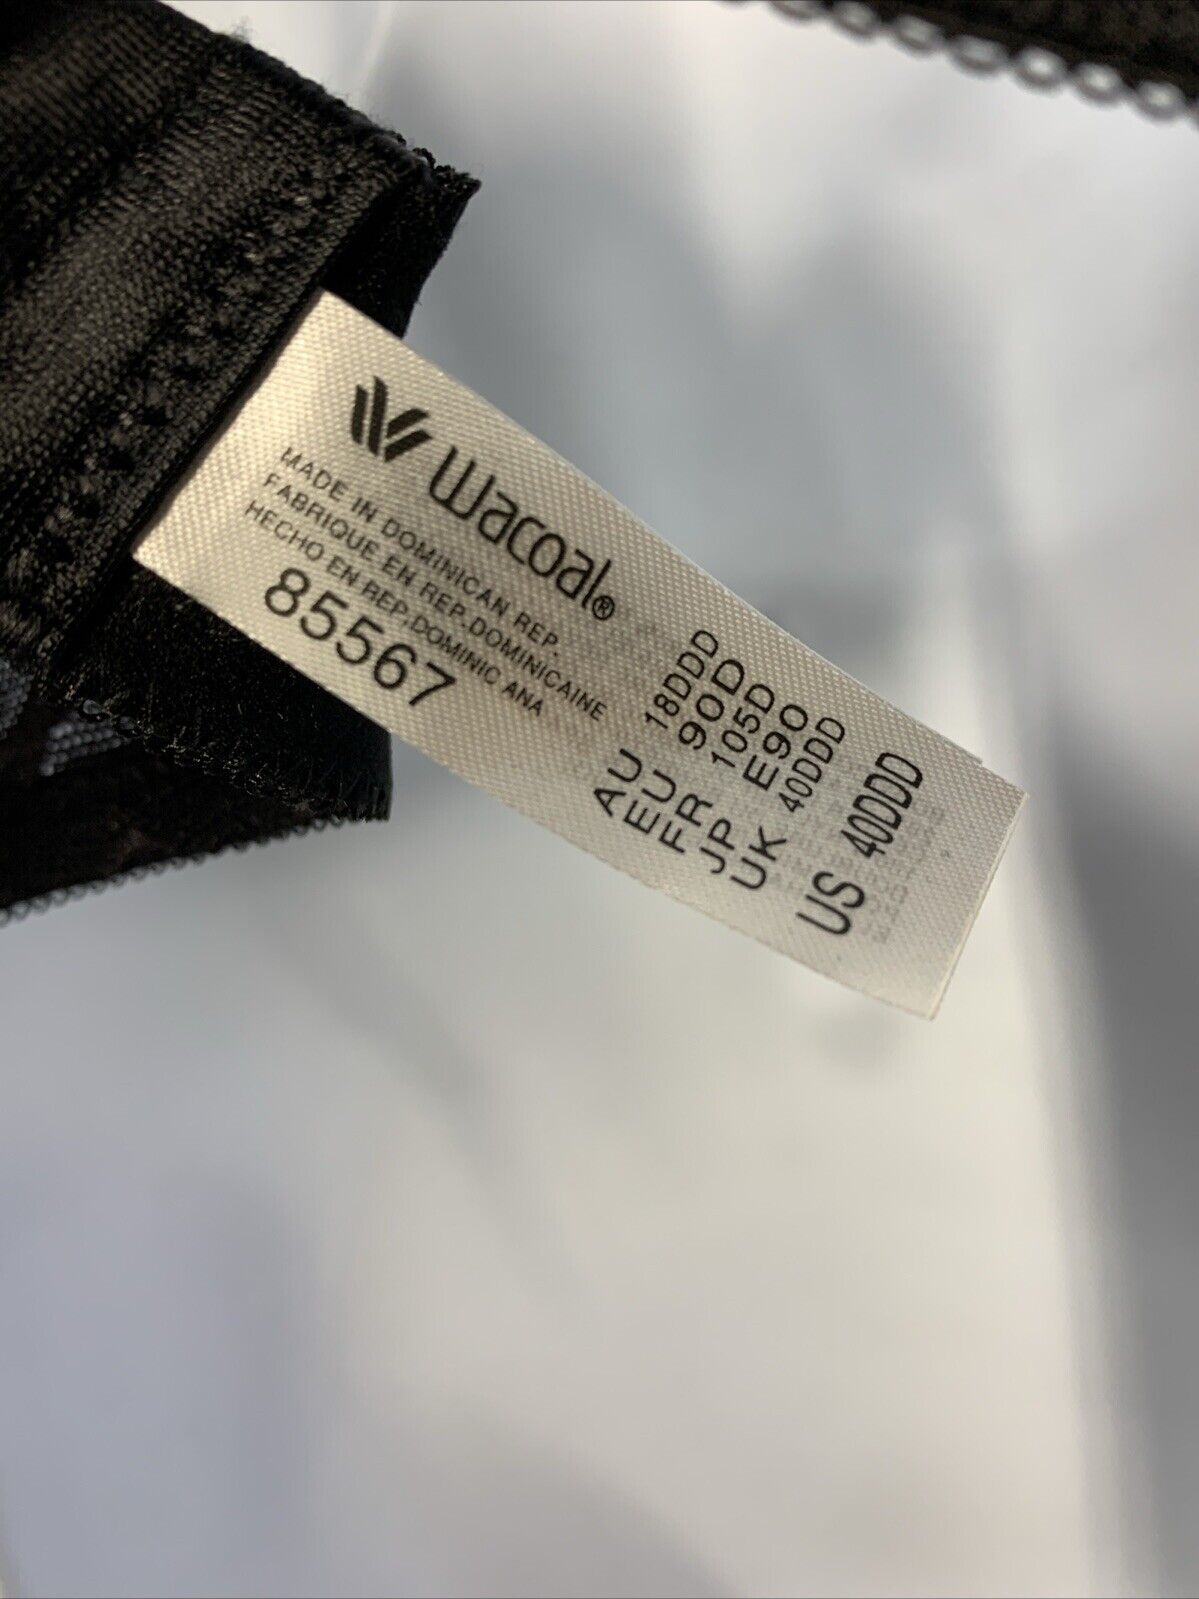 Wacoal®
MADE IN DOMINICAN REP.
FABRIQUE EN REP.DOMINICAINE
HECHO EN REP.DOMINIC ANA
85567
AU 18DDD
EU 90D
FR 105D
JP E90
UK 40DDD
US 40DDD